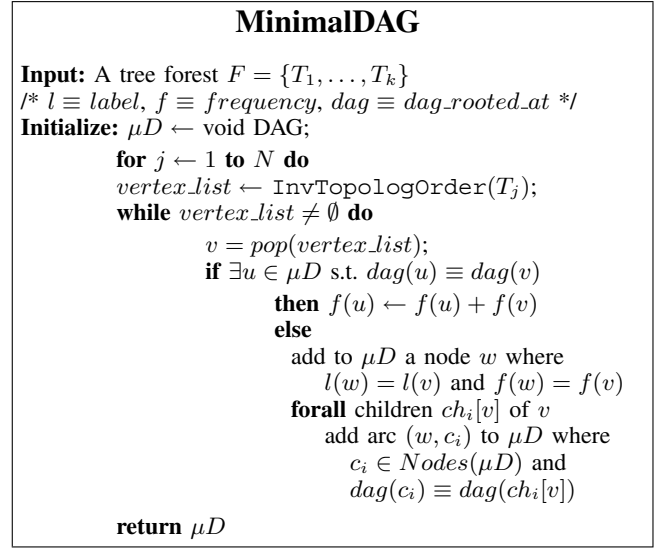 MinimalDAG
Input: A tree forest F = {T₁, . . . , Tₖ}
/* l ≡ label, f ≡ frequency, dag ≡ dag_rooted_at */
Initialize: μD ← void DAG;
for j ← 1 to N do
vertex_list ← InvTopologOrder(Tⱼ);
while vertex_list ≠ ∅ do
v = pop(vertex_list);
if ∃u ∈ μD s.t. dag(u) ≡ dag(v)
then f(u) ← f(u) + f(v)
else
add to μD a node w where
l(w) = l(v) and f(w) = f(v)
forall children chᵢ[v] of v
add arc (w, cᵢ) to μD where
cᵢ ∈ Nodes(μD) and
dag(cᵢ) ≡ dag(chᵢ[v])
return μD